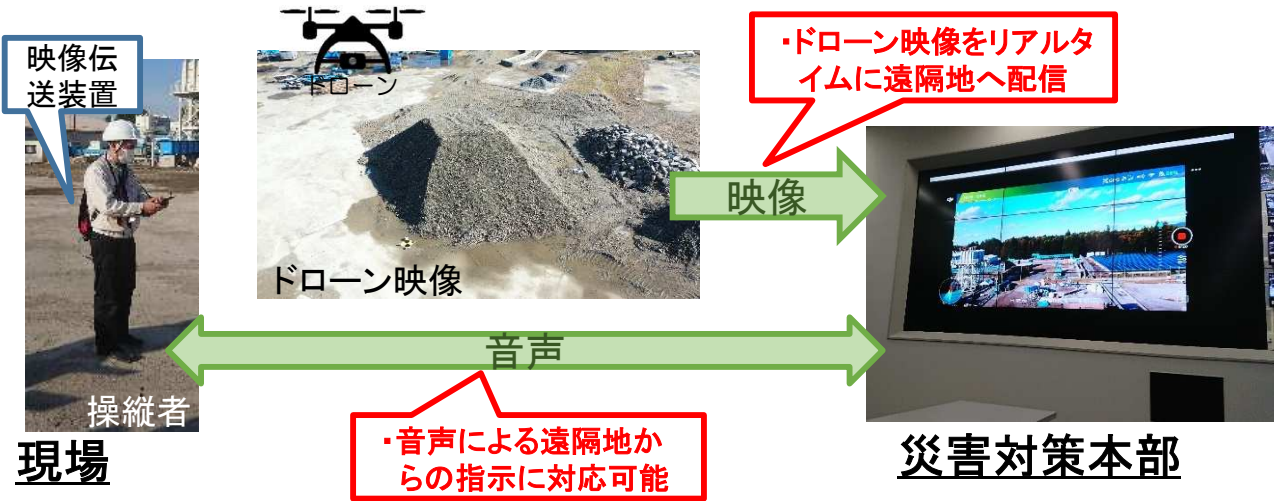 映像伝
送装置
ドローン
・ドローン映像をリアルタ
イムに遠隔地へ配信
映像
ドローン映像
音声
操縦者
・音声による遠隔地か
らの指示に対応可能
現場
災害対策本部